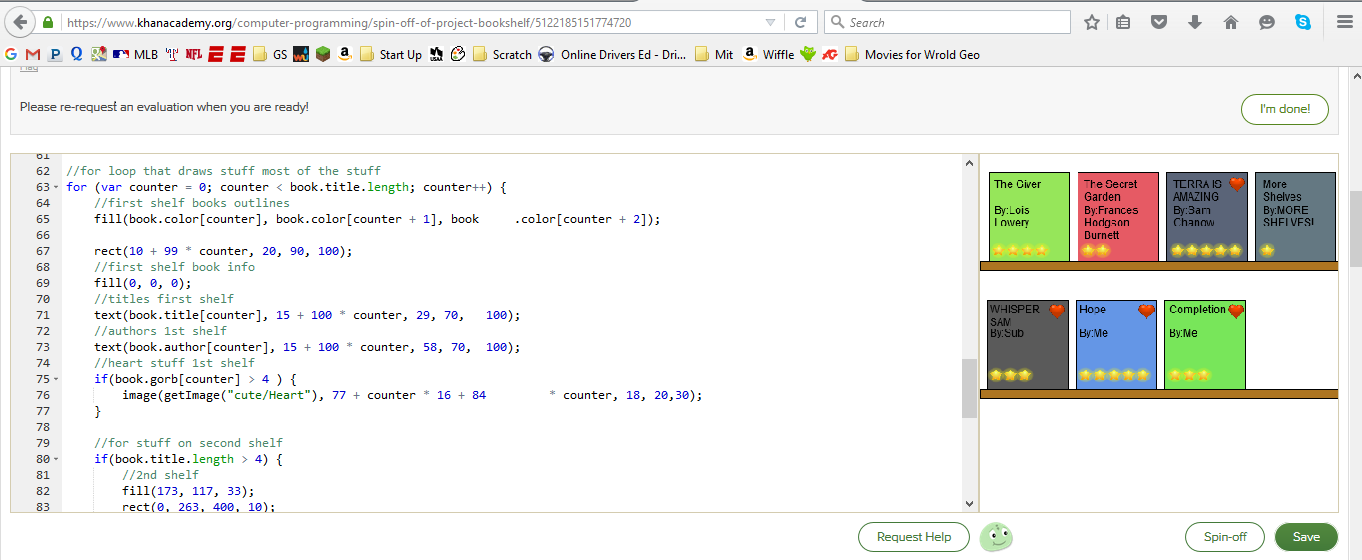 https://www.khanacademy.org/computer-programming/spin-off-of-project-bookshelf/5122185151774720
Search
MLB
NFL
GS
Start Up
Scratch
Online Drivers Ed - Dri...
Mit
Wiffle
Movies for Wrold Geo
Flag
Please re-request an evaluation when you are ready!
I'm done!
61
62 //for loop that draws stuff most of the stuff
63 for (var counter = 0; counter < book.title.length; counter++) {
64 //first shelf books outlines
65 fill(book.color[counter], book.color[counter + 1], book     .color[counter + 2]);
66
67 rect(10 + 99 * counter, 20, 90, 100);
68 //first shelf book info
69 fill(0, 0, 0);
70 //titles first shelf
71 text(book.title[counter], 15 + 100 * counter, 29, 70,   100);
72 //authors 1st shelf
73 text(book.author[counter], 15 + 100 * counter, 58, 70,  100);
74 //heart stuff 1st shelf
75 if(book.gorb[counter] > 4 ) {
76 image(getImage("cute/Heart"), 77 + counter * 16 + 84         * counter, 18, 20,30);
77 }
78
79 //for stuff on second shelf
80 if(book.title.length > 4) {
81 //2nd shelf
82 fill(173, 117, 33);
83 rect(0, 263, 400, 10);
The Giver
By:Lois
Lowery
The Secret
Garden
By:Frances
Hodgson
Burnett
TERRA IS
AMAZING
By:Sam
Chanow
More
Shelves
By:MORE
SHELVES!
WHISPER
SAM
By:Sub
Hope
By:Me
Completion
By:Me
Request Help
Spin-off
Save